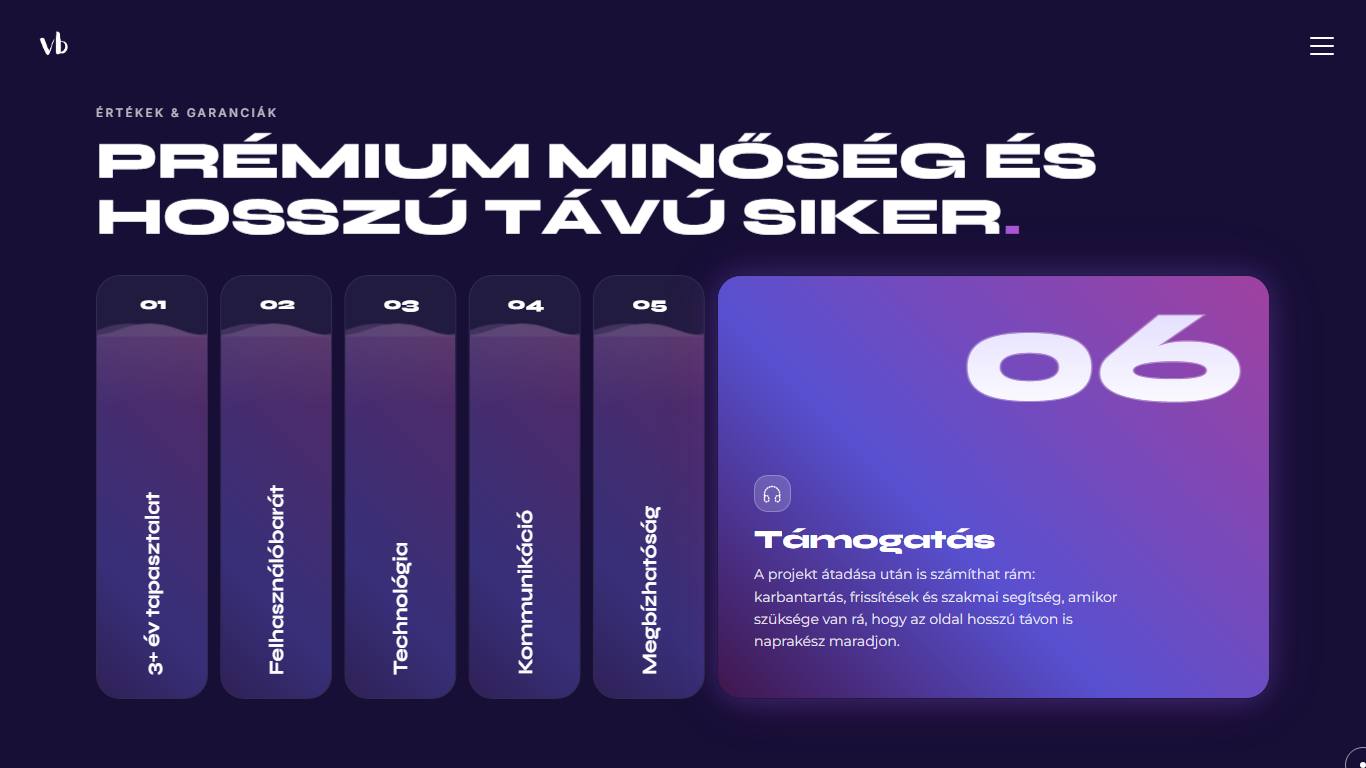 vb
ÉRTÉKEK & GARANCIÁK
PRÉMIUM MINŐSÉG ÉS
HOSSZÚ TÁVÚ SIKER.
01
3+ év tapasztalat
02
Felhasználóbarát
03
Technológia
04
Kommunikáció
05
Megbízhatóság
06
Támogatás
A projekt átadása után is számíthat rám:
karbantartás, frissítések és szakmai segítség, amikor
szüksége van rá, hogy az oldal hosszú távon is
naprakész maradjon.